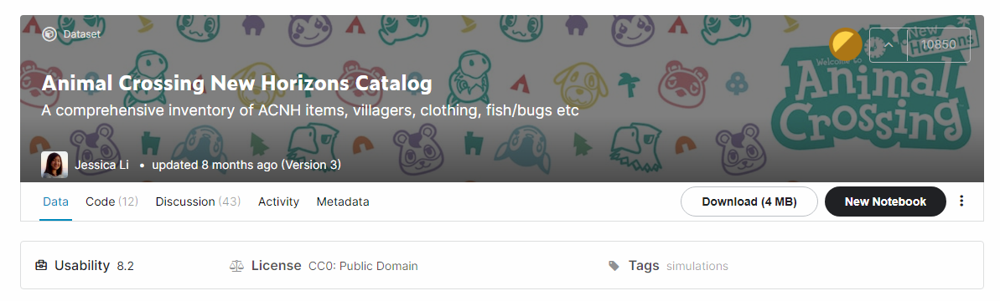 Dataset
10850
Welcome to
Animal Crossing
New Horizons
Animal Crossing New Horizons Catalog
A comprehensive inventory of ACNH items, villagers, clothing, fish/bugs etc
Jessica Li • updated 8 months ago (Version 3)
Data Code (12) Discussion (43) Activity Metadata Download (4 MB) New Notebook
Usability 8.2 License CC0: Public Domain Tags simulations